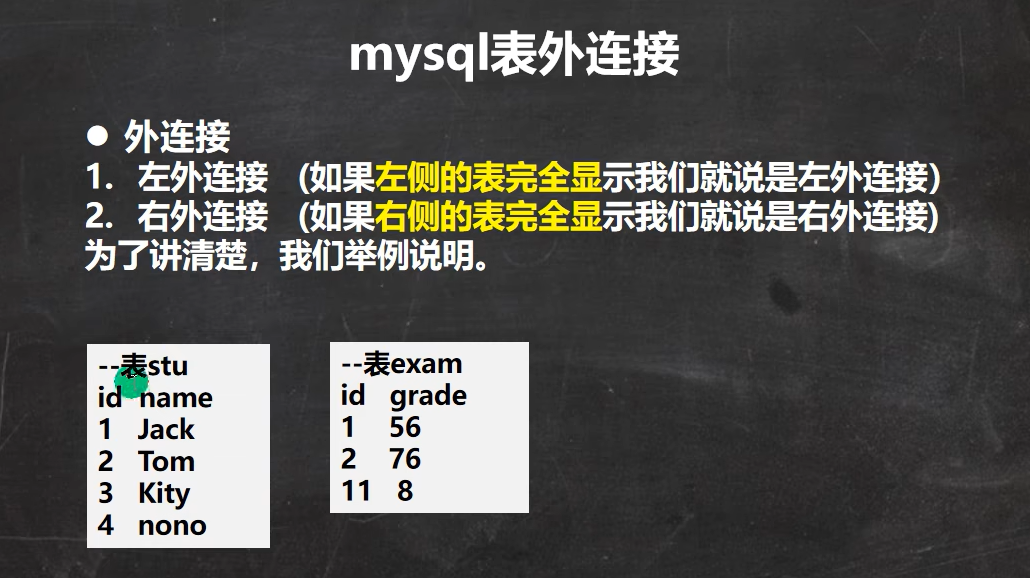 mysql表外连接
● 外连接
1. 左外连接 (如果左侧的表完全显示我们就说是左外连接)
2. 右外连接 (如果右侧的表完全显示我们就说是右外连接)
为了讲清楚，我们举例说明。
--表stu
id name
1 Jack
2 Tom
3 Kity
4 nono
--表exam
id grade
1 56
2 76
11 8